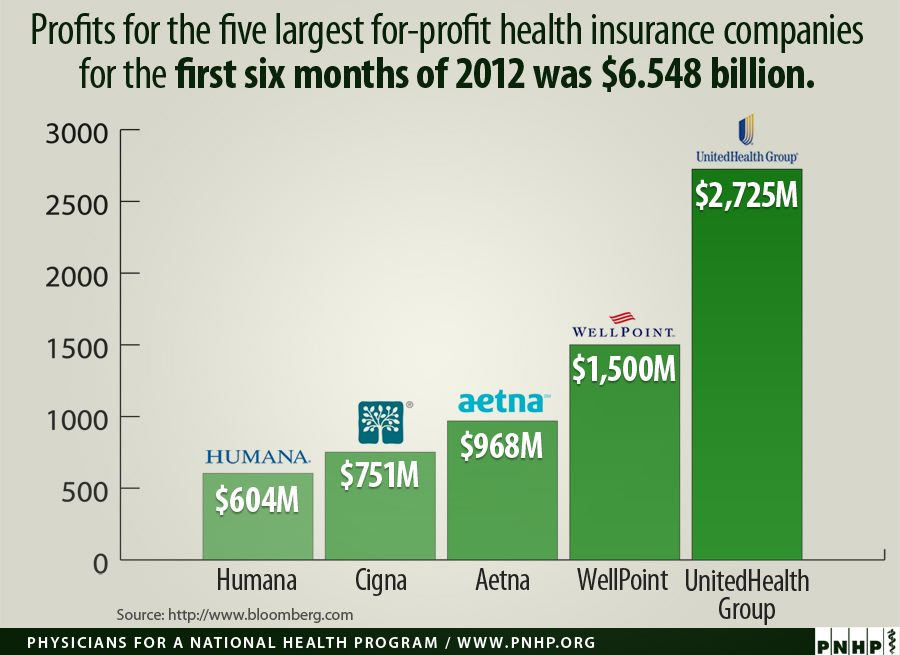 Profits for the five largest for-profit health insurance companies
for the first six months of 2012 was $6.548 billion.
3000
2500
2000
1500
1000
500
0
HUMANA.
$604M
®
$751M
aetna™
$968M
WELLPOINT.
$1,500M
UnitedHealth Group®
$2,725M
Humana
Cigna
Aetna
WellPoint
UnitedHealth
Group
Source: http://www.bloomberg.com
PHYSICIANS FOR A NATIONAL HEALTH PROGRAM / WWW.PNHP.ORG
PNHP